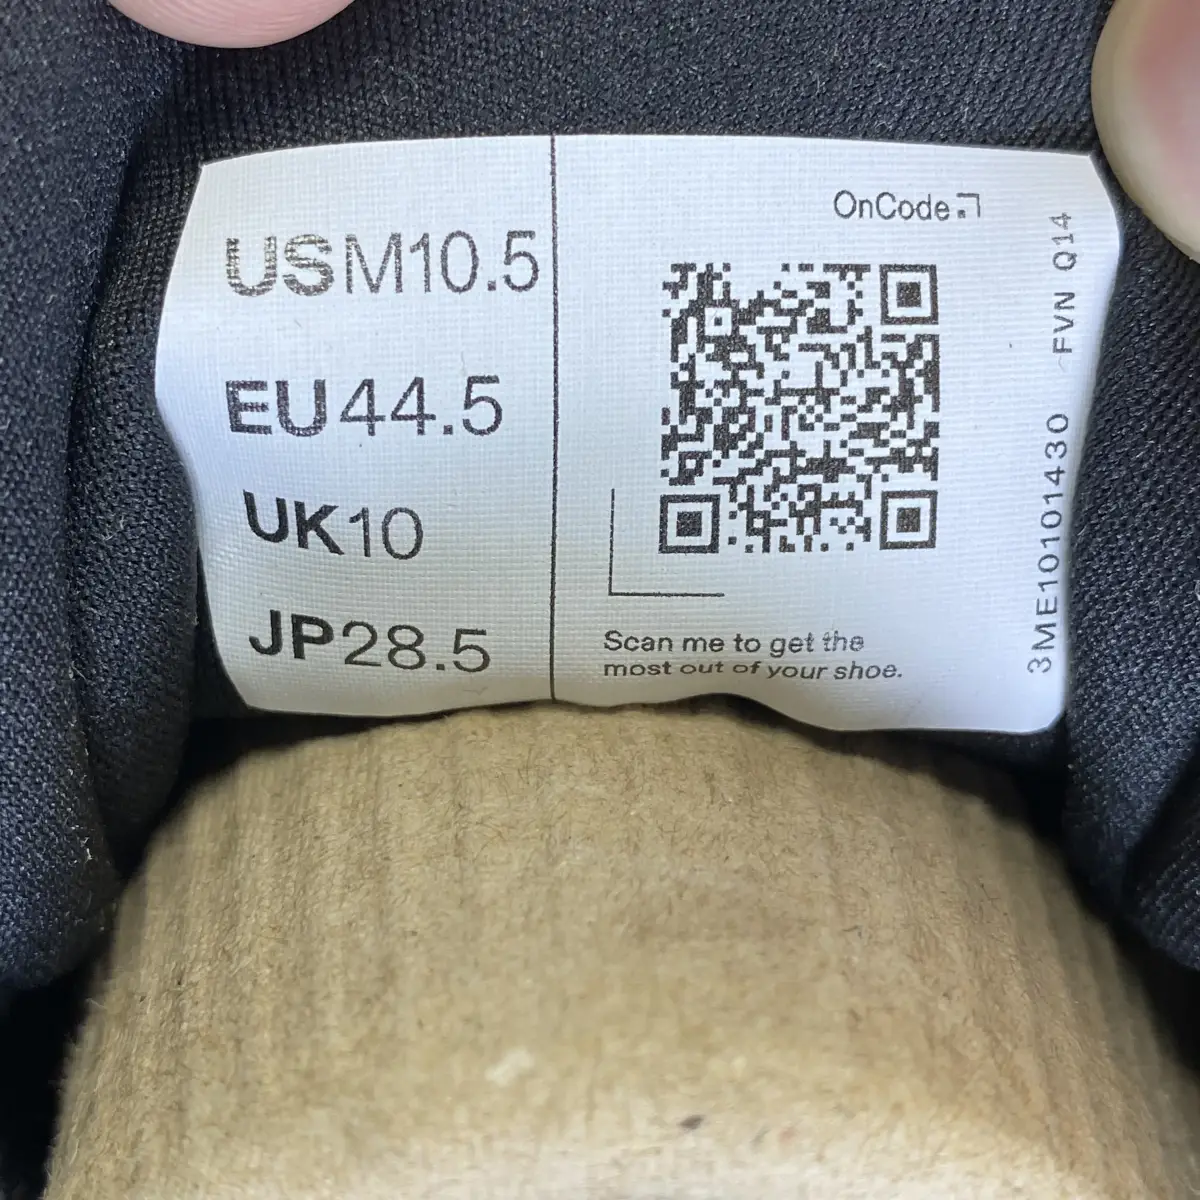 USM10.5
EU44.5
UK10
JP28.5
OnCode
Scan me to get the
most out of your shoe.
3ME10101430 FVN Q14